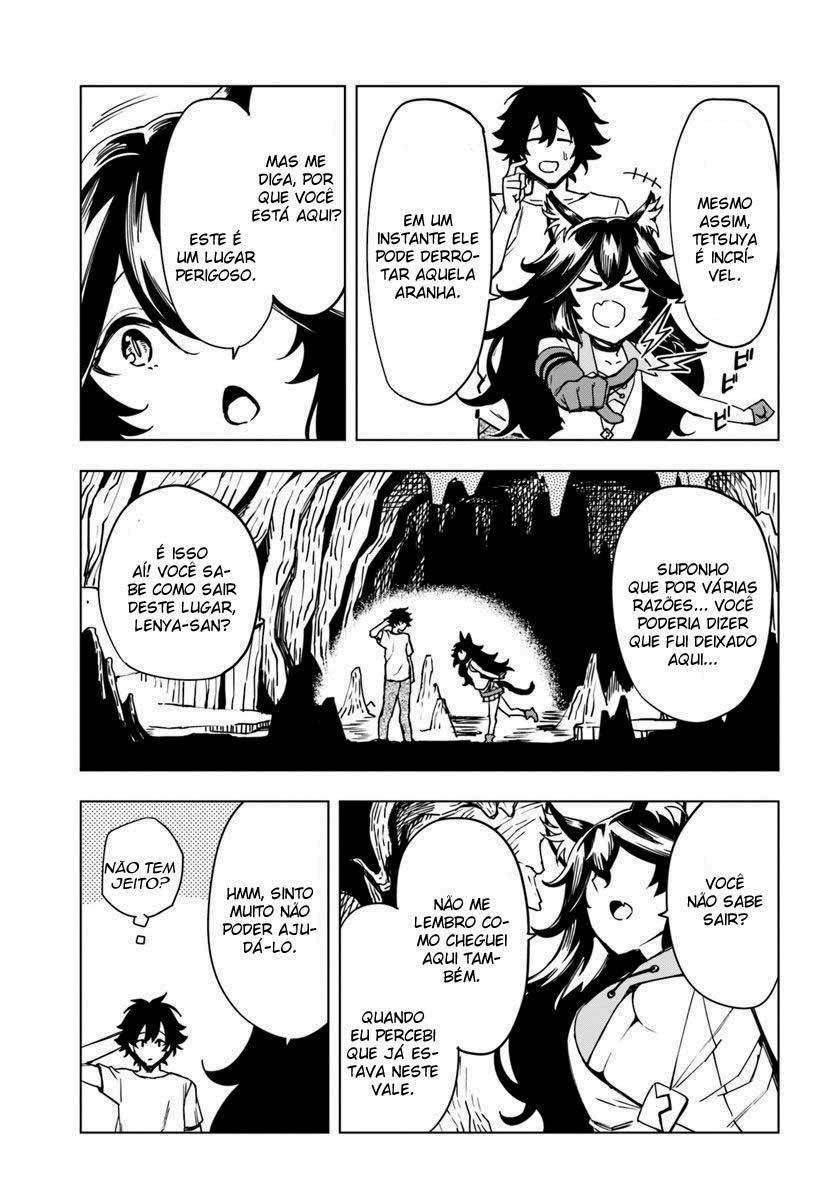 MESMO
ASSIM,
TETSUYA
É INCRÍ-
VEL.
EM UM
INSTANTE ELE
PODE DERRO-
TAR AQUELA
ARANHA.
ビビ
MAS ME
DIGA, POR
QUE VOCÊ
ESTÁ AQUI?
ESTE É
UM LUGAR
PERIGOSO.
SUPONHO
QUE POR VÁRIAS
RAZÕES... VOCÊ
PODERIA DIZER
QUE FUI DEIXADO
AQUI...
É ISSO
AÍ! VOCÊ SA-
BE COMO SAIR
DESTE LUGAR,
LENYA-SAN?
VOCÊ
NÃO SABE
SAIR?
NÃO ME
LEMBRO CO-
MO CHEGUEI
AQUI TAM-
BÉM.
QUANDO
EU PERCEBI
QUE JÁ ES-
TAVA NESTE
VALE.
HMM, SINTO
MUITO NÃO
PODER AJU-
DÁ-LO.
NÃO TEM
JEITO?